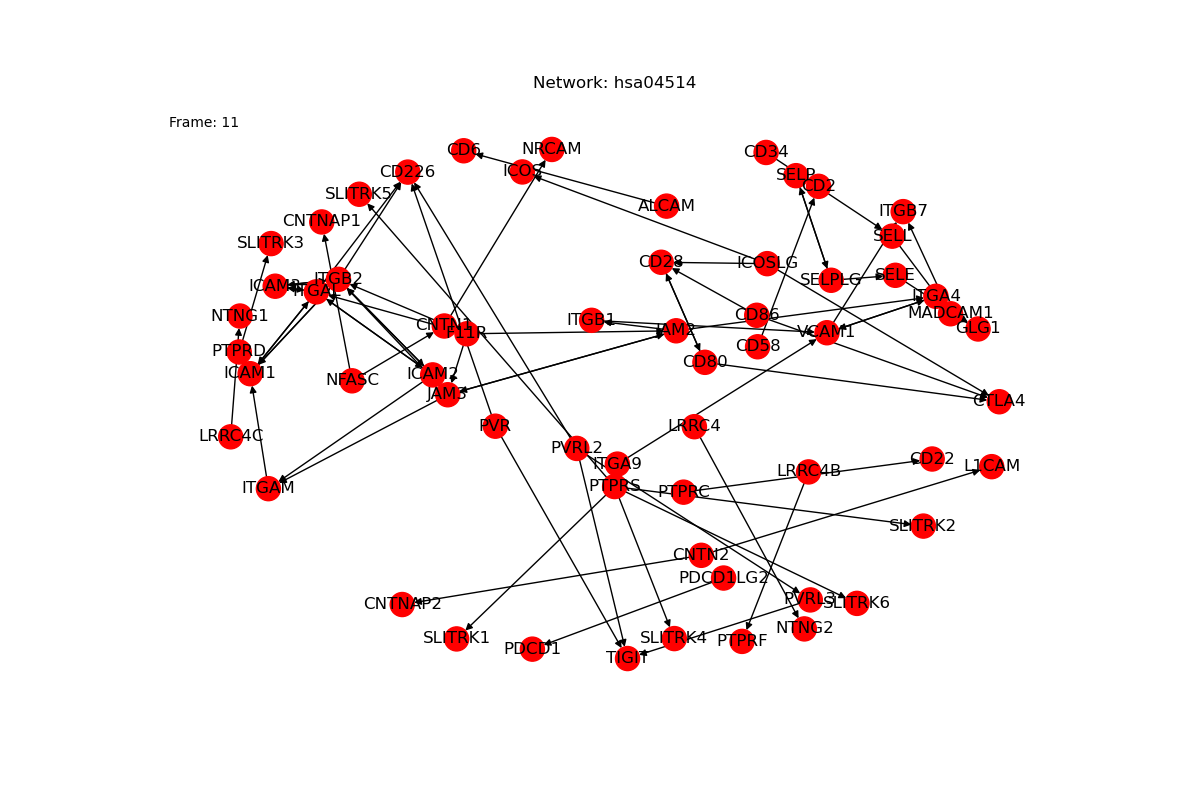 Network: hsa04514
Frame: 11
CD6
NRCAM
CD34
ICOS
CD226
SELP
CD2
SLITRK5
ALCAM
ITGB7
CNTNAP1
SELL
SLITRK3
CD28
ICOSLG
SELE
SELPLG
ITGB2
ICAM3
ITGAL
ITGA4
MADCAM1
NTNG1
CD86
ITGB1
CNTN1
F11R
JAM2
VCAM1
GLG1
CD58
PTPRD
CD80
ICAM1
ICAM2
NFASC
JAM3
CTLA4
PVR
LRRC4
LRRC4C
PVRL2
CD22
ITGA9
L1CAM
LRRC4B
ITGAM
PTPRS
PTPRC
SLITRK2
CNTN2
PDCD1LG2
CNTNAP2
PVRL3
SLITRK6
NTNG2
SLITRK1
SLITRK4
PTPRF
PDCD1
TIGIT